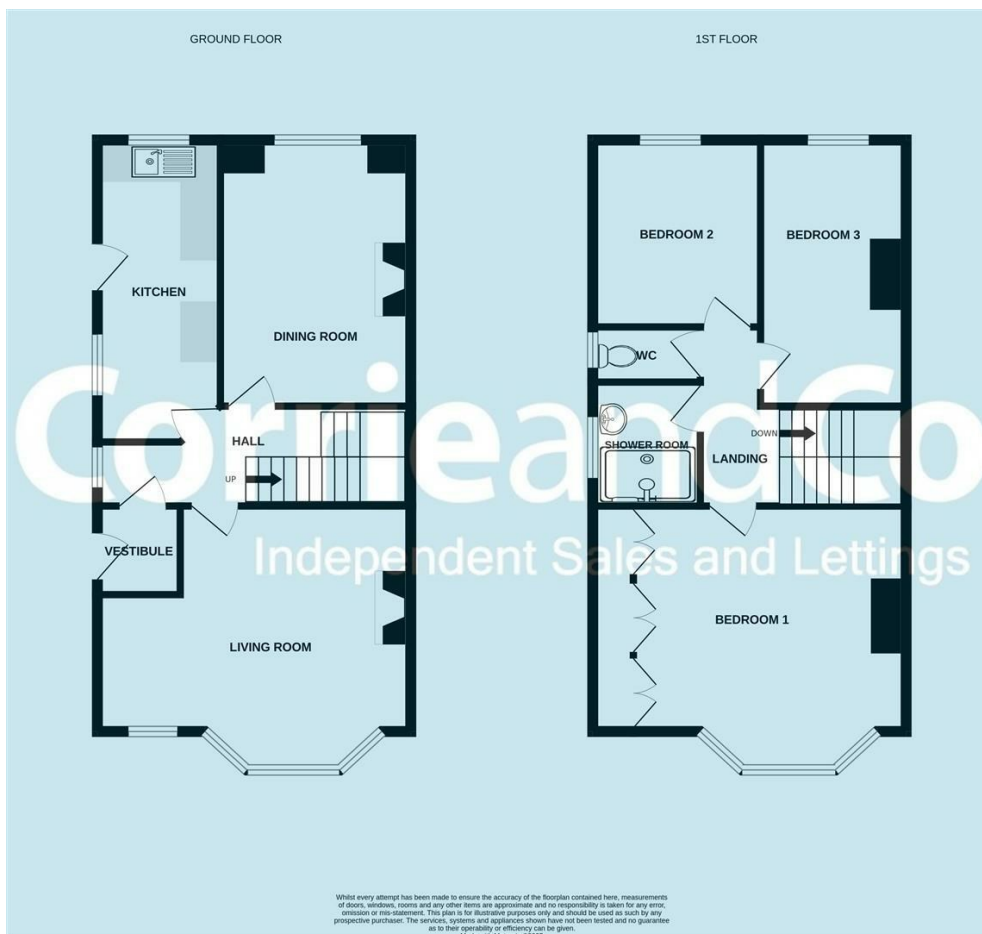 GROUND FLOOR
1ST FLOOR
KITCHEN
DINING ROOM
HALL
UP
VESTIBULE
LIVING ROOM
BEDROOM 2
BEDROOM 3
WC
SHOWER ROOM
DOWN
LANDING
BEDROOM 1
CorrieandCo
Independent Sales and Lettings
Whilst every attempt has been made to ensure the accuracy of the floorplan contained here, measurements
of doors, windows, rooms and any other items are approximate and no responsibility is taken for any error,
omission or mis-statement. This plan is for illustrative purposes only and should be used as such by any
prospective purchaser. The services, systems and appliances shown have not been tested and no guarantee
as to their operability or efficiency can be given.